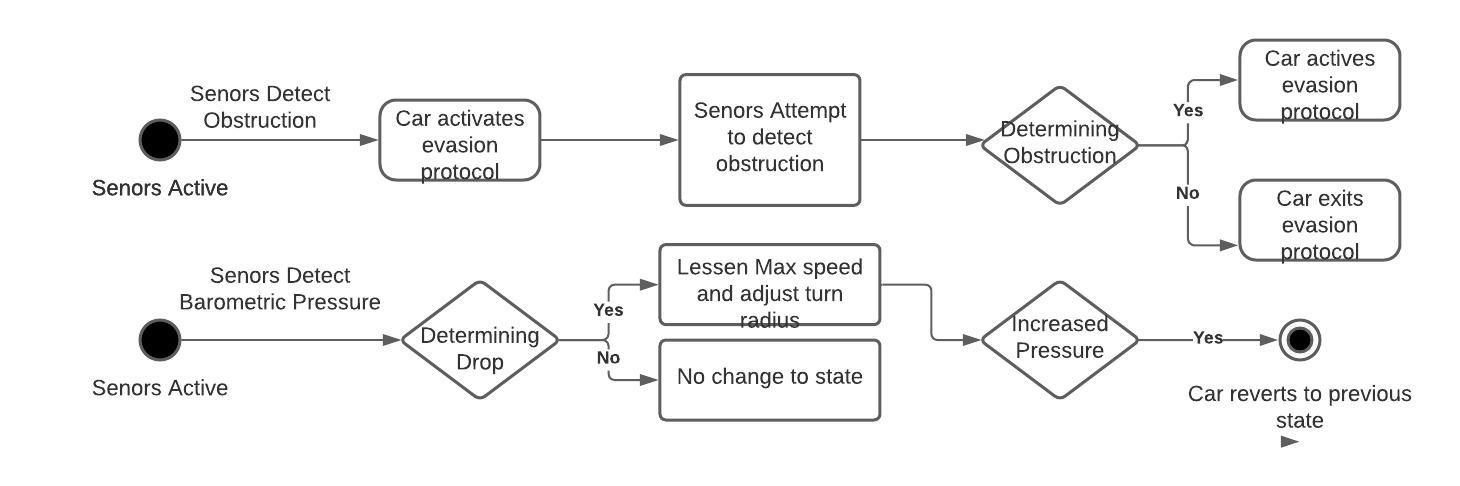 Senors Detect
Obstruction
Senors Active
Car activates
evasion
protocol
Senors Attempt
to detect
obstruction
Determining
Obstruction
Yes
No
Car actives
evasion
protocol
Car exits
evasion
protocol
Senors Detect
Barometric Pressure
Senors Active
Determining
Drop
Yes
No
Lessen Max speed
and adjust turn
radius
No change to state
Increased
Pressure
Yes
Car reverts to previous
state